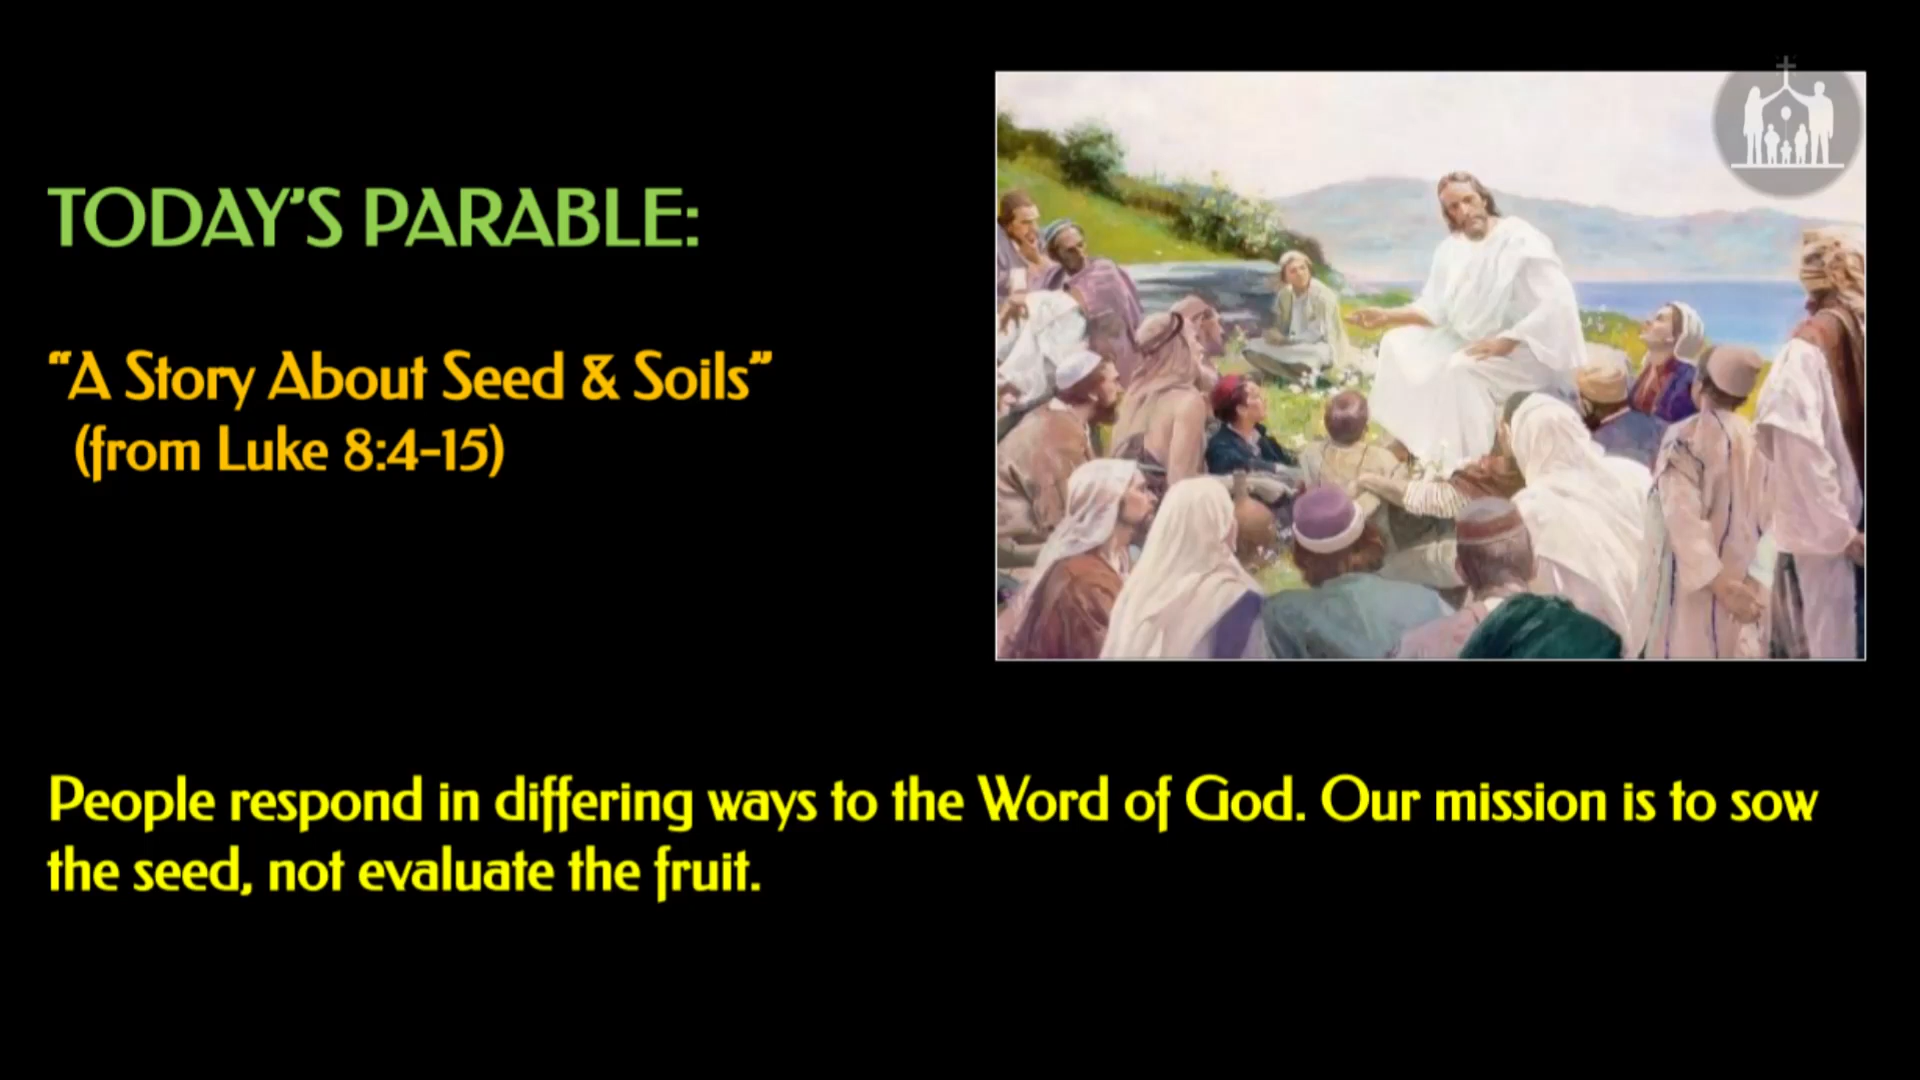 TODAY'S PARABLE:
“A Story About Seed & Soils”
(from Luke 8:4-15)
People respond in differing ways to the Word of God. Our mission is to sow
the seed, not evaluate the fruit.